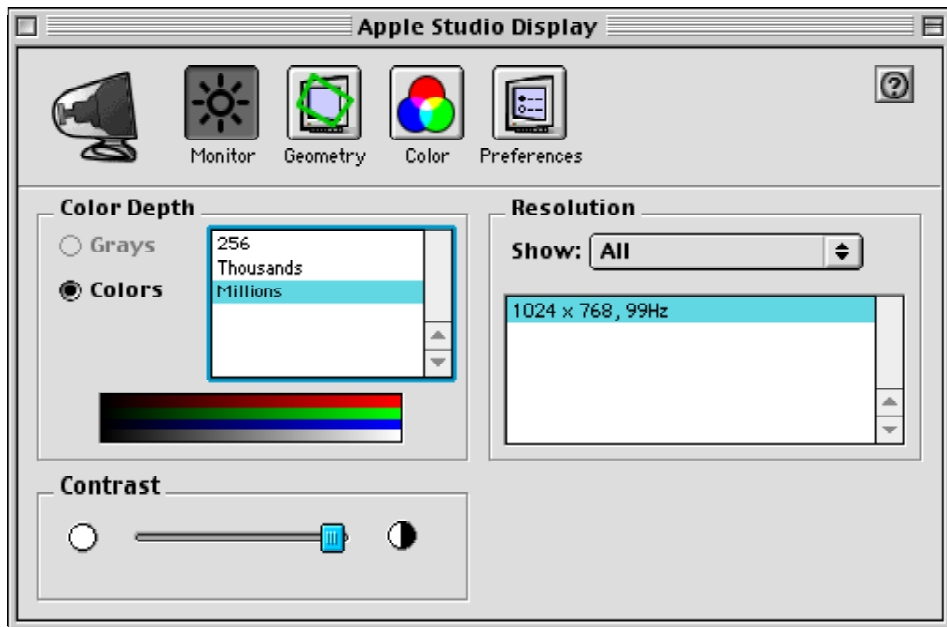 Apple Studio Display
Monitor
Geometry
Color
Preferences
Color Depth
Grays
Colors
256
Thousands
Millions
Resolution
Show: All
1024 x 768, 99Hz
Contrast